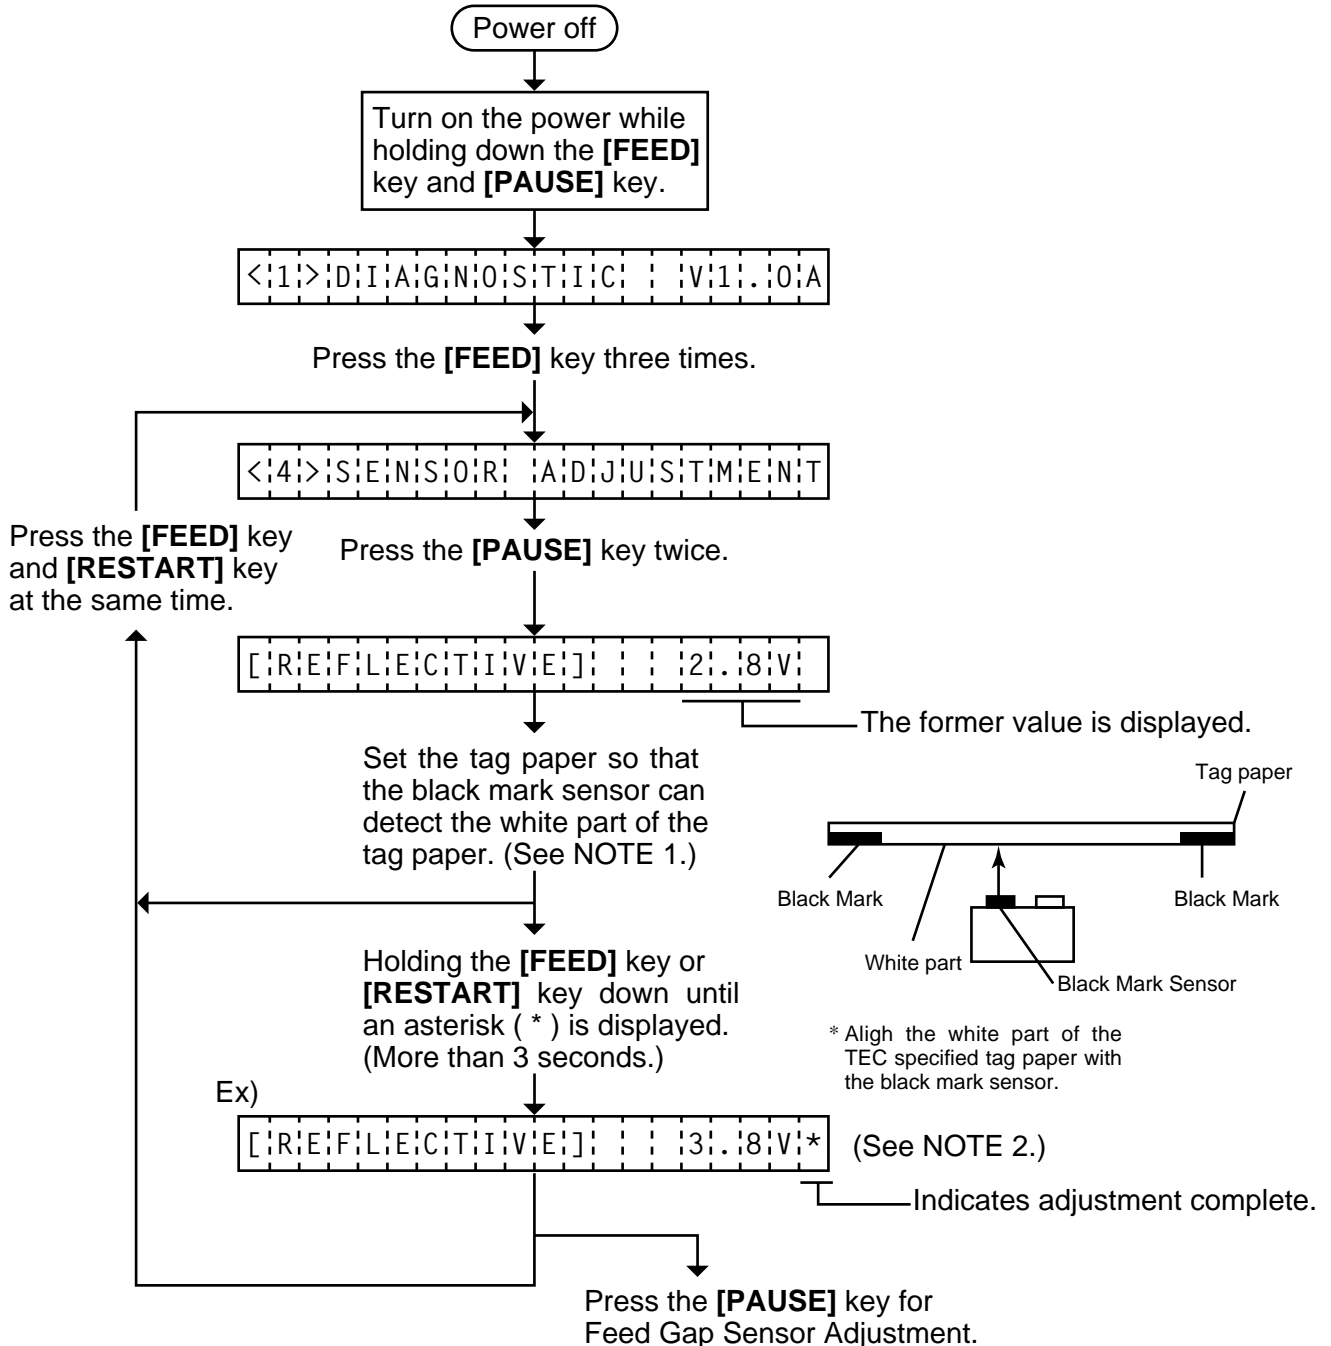 Power off
Turn on the power while
holding down the [FEED]
key and [PAUSE] key.
<1>DIAGNOSTIC  V1.0A
Press the [FEED] key three times.
<4>SENSOR ADJUSTMENT
Press the [FEED] key
and [RESTART] key
at the same time.
Press the [PAUSE] key twice.
[REFLECTIVE]   2.8V
The former value is displayed.
Set the tag paper so that
the black mark sensor can
detect the white part of the
tag paper. (See NOTE 1.)
Tag paper
Black Mark
Black Mark
White part
Black Mark Sensor
* Aligh the white part of the
TEC specified tag paper with
the black mark sensor.
Holding the [FEED] key or
[RESTART] key down until
an asteris​k ( * ) is displayed.
(More than 3 seconds.)
Ex)
[REFLECTIVE]   3.8V*
(See NOTE 2.)
Indicates adjustment complete.
Press the [PAUSE] key for
Feed Gap Sensor Adjustment.